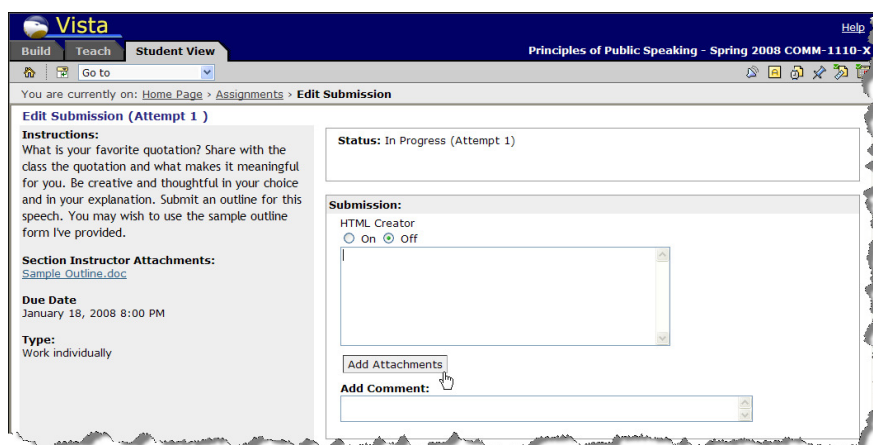 Vista
Help
Build Teach Student View
Principles of Public Speaking - Spring 2008 COMM-1110-X
Go to
You are currently on: Home Page › Assignments › Edit Submission
Edit Submission (Attempt 1 )
Instructions:
What is your favorite quotation? Share with the
class the quotation and what makes it meaningful
for you. Be creative and thoughtful in your choice
and in your explanation. Submit an outline for this
speech. You may wish to use the sample outline
form I've provided.
Section Instructor Attachments:
Sample Outline.doc
Due Date
January 18, 2008 8:00 PM
Type:
Work individually
Status: In Progress (Attempt 1)
Submission:
HTML Creator
On Off
Add Attachments
Add Comment: